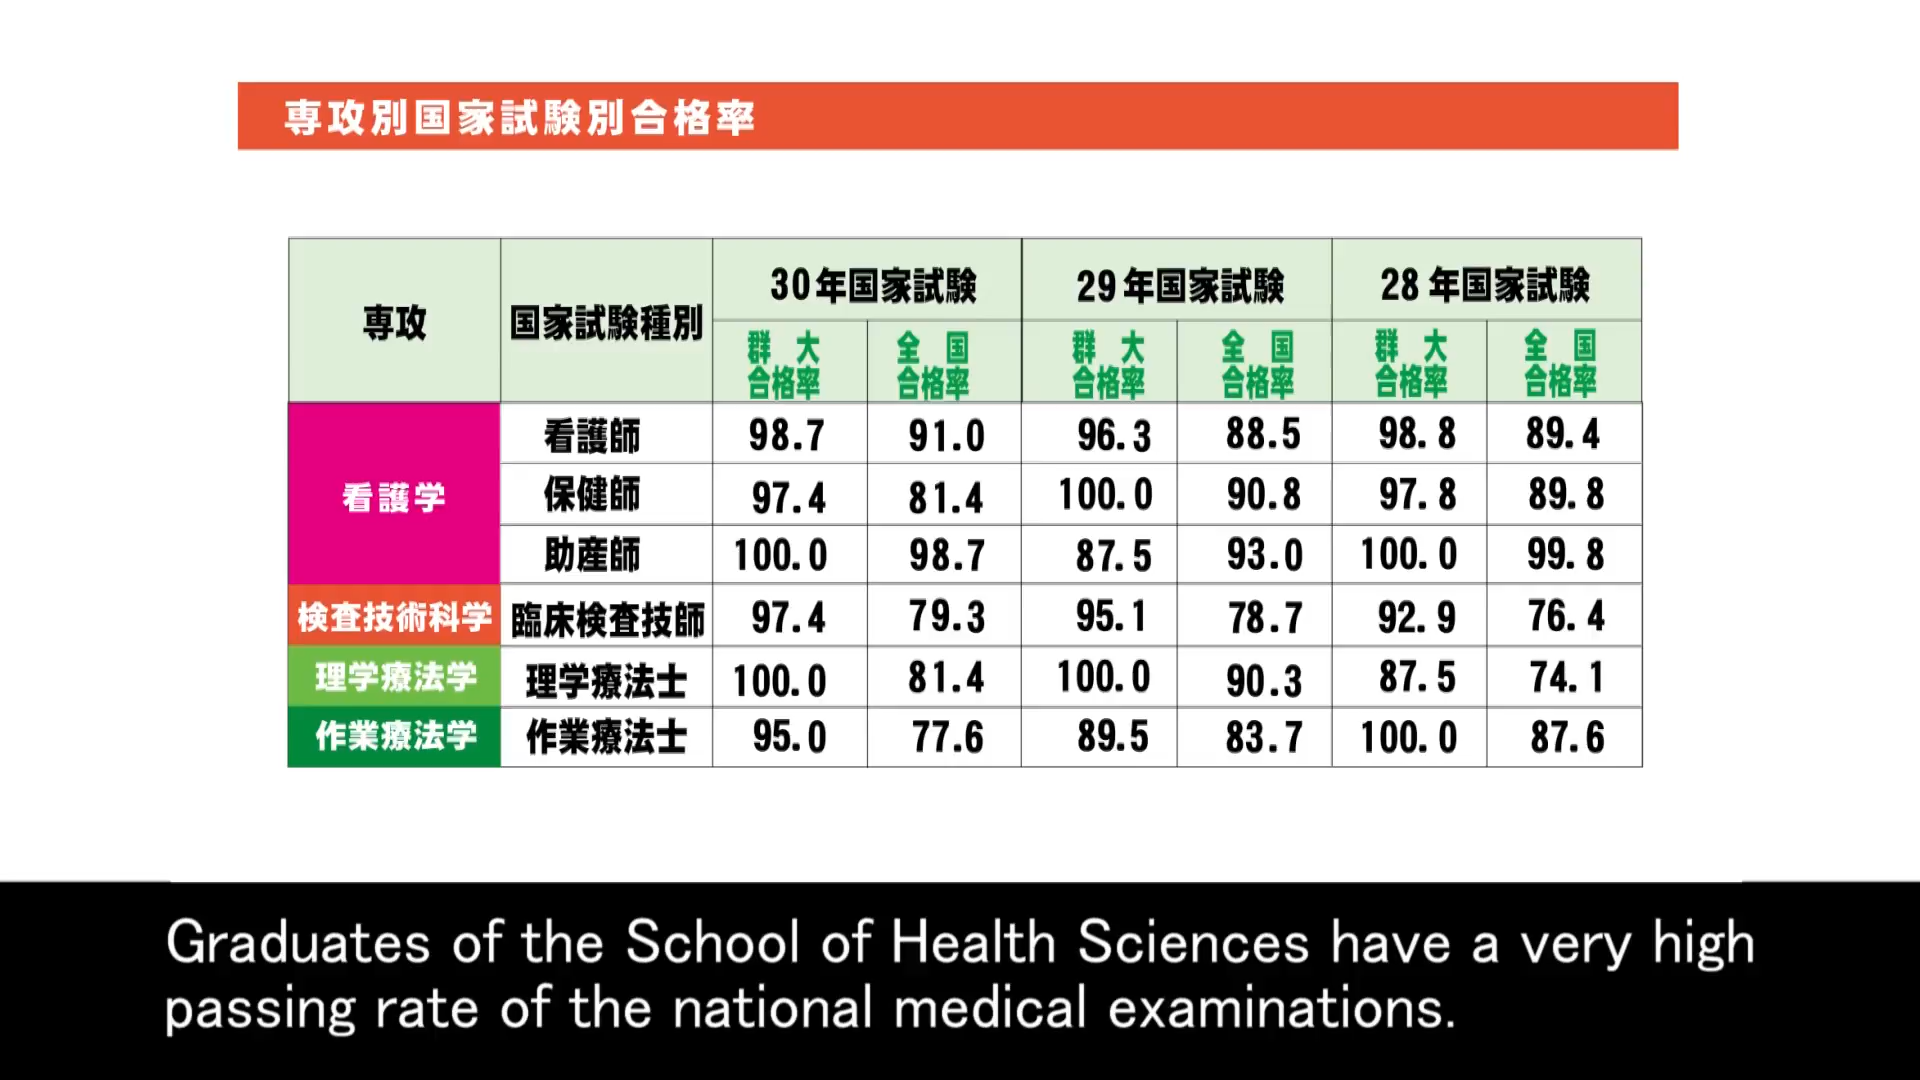 専攻別国家試験別合格率
専攻 国家試験種別 30年国家試験 29年国家試験 28年国家試験
群大合格率 全国合格率 群大合格率 全国合格率 群大合格率 全国合格率
看護学 看護師 98.7 91.0 96.3 88.5 98.8 89.4
保健師 97.4 81.4 100.0 90.8 97.8 89.8
助産師 100.0 98.7 87.5 93.0 100.0 99.8
検査技術科学 臨床検査技師 97.4 79.3 95.1 78.7 92.9 76.4
理学療法学 理学療法士 100.0 81.4 100.0 90.3 87.5 74.1
作業療法学 作業療法士 95.0 77.6 89.5 83.7 100.0 87.6
Graduates of the School of Health Sciences have a very high
passing rate of the national medical examinations.